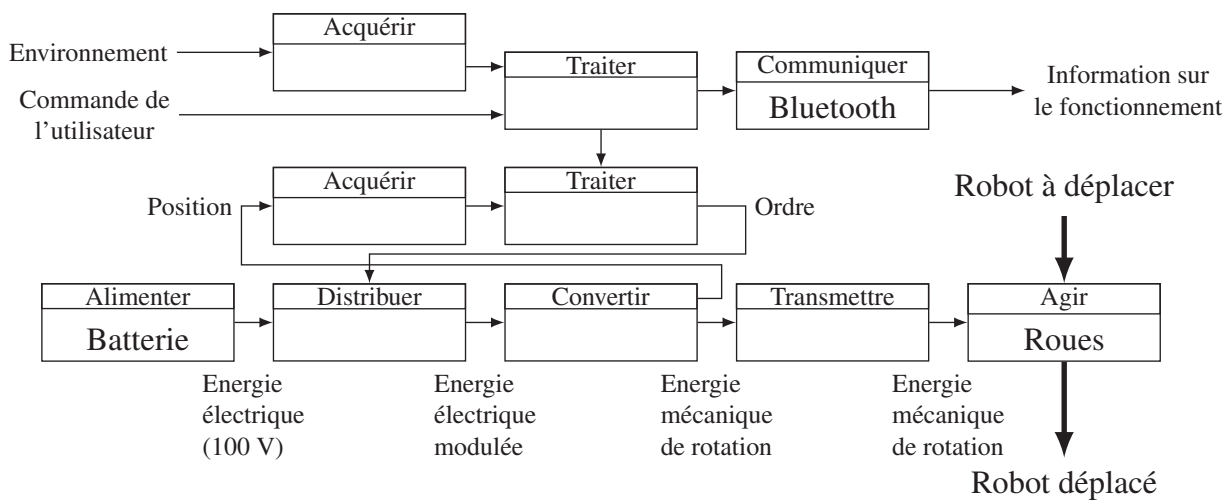 Acquérir
Environnement
Traiter
Communiquer
Information sur
le fonctionnement
Commande de
l'utilisateur
Bluetooth
Acquérir
Traiter
Robot à déplacer
Position
Ordre
Alimenter
Batterie
Distribuer
Convertir
Transmettre
Agir
Roues
Energie
électrique
(100 V)
Energie
électrique
modulée
Energie
mécanique
de rotation
Energie
mécanique
de rotation
Robot déplacé